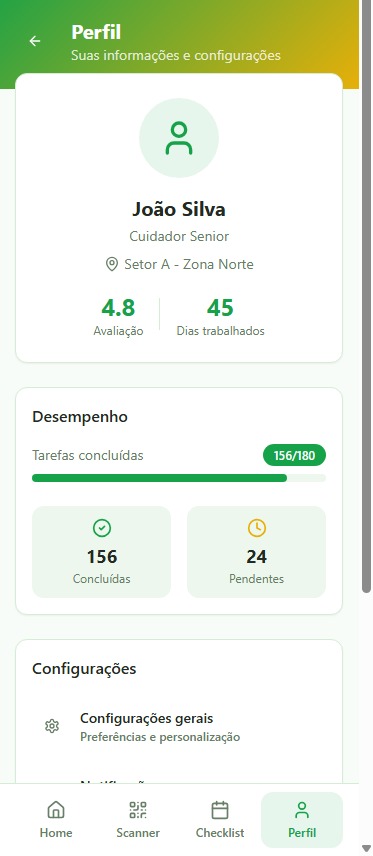 Perfil
Suas informações e configurações
João Silva
Cuidador Senior
Setor A - Zona Norte
4.8
Avaliação
45
Dias trabalhados
Desempenho
Tarefas concluídas
156/180
156
Concluídas
24
Pendentes
Configurações
Configurações gerais
Preferências e personalização
Home
Scanner
Checklist
Perfil